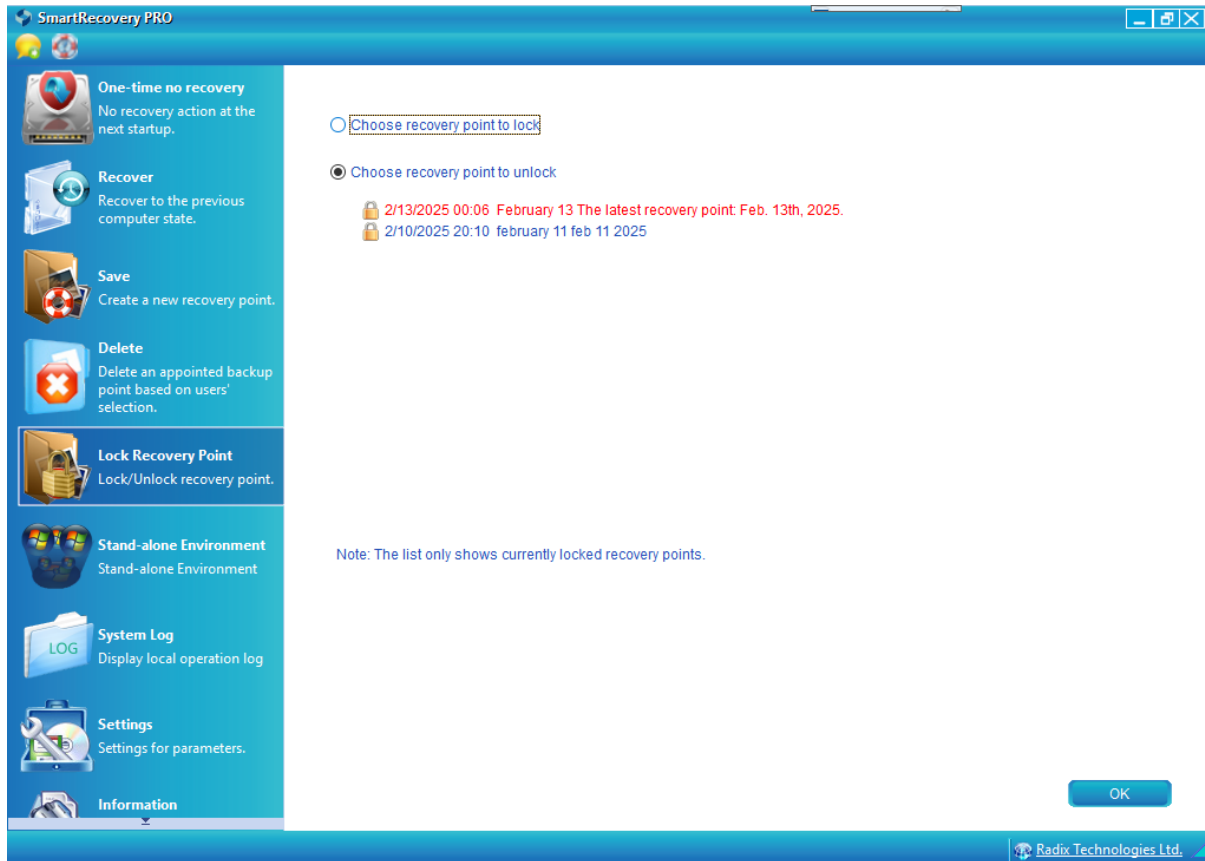 SmartRecovery PRO
One-time no recovery
No recovery action at the
next startup.
Recover
Recover to the previous
computer state.
Save
Create a new recovery point.
Delete
Delete an appointed backup
point based on users'
selection.
Lock Recovery Point
Lock/Unlock recovery point.
Stand-alone Environment
Stand-alone Environment
LOG
System Log
Display local operation log
Settings
Settings for parameters.
Information
Choose recovery point to lock
Choose recovery point to unlock
2/13/2025 00:06 February 13 The latest recovery point: Feb. 13th, 2025.
2/10/2025 20:10 february 11 feb 11 2025
Note: The list only shows currently locked recovery points.
OK
Radix Technologies Ltd.